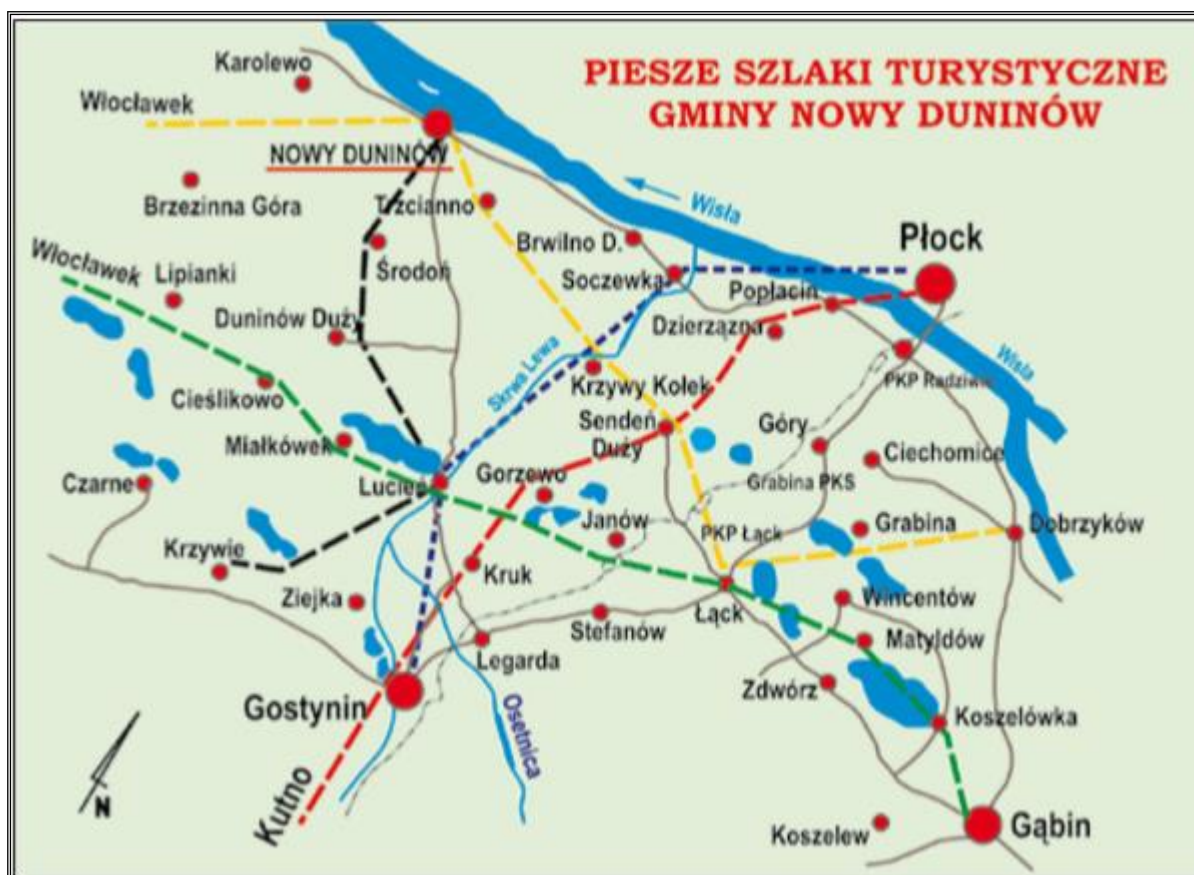 PIESZE SZLAKI TURYSTYCZNE
GMINY NOWY DUNINÓW
Karolewo
Włocławek
NOWY DUNINÓW
Brzezinna Góra
Trzcianno
Wisła
Włocławek
Lipianki
Środoń
Brwilno D.
Soczewka
Płock
Popłacin
Duninów Duży
Dzierzązna
Skrwa Lewa
PKP Radziwie
Wisła
Cieślikowo
Krzywy Kołek
Miałkówek
Sendeń
Duży
Góry
Ciechomice
Czarne
Lucień
Gorzewo
Grabina PKS
Janów
PKP Łąck
Grabina
Dobrzyków
Krzywie
Kruk
Ziejka
Stefanów
Łąck
Wincentów
Matyldów
Legarda
Zdwórz
Gostynin
Osetnica
Koszelówka
Kutno
N
Koszelew
Gąbin